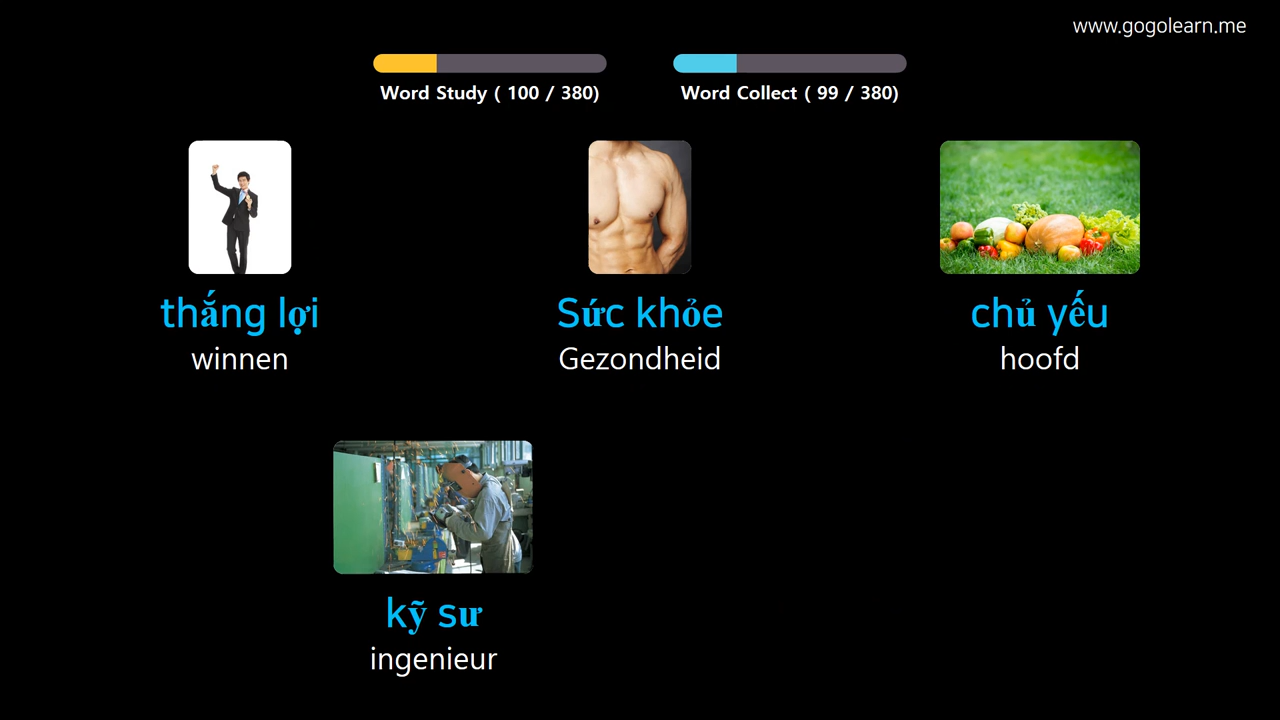 www.gogolearn.me
Word Study ( 100 / 380)
Word Collect ( 99 / 380)
thắng lợi
winnen
Sức khỏe
Gezondheid
chủ yếu
hoofd
kỹ sư
ingenieur